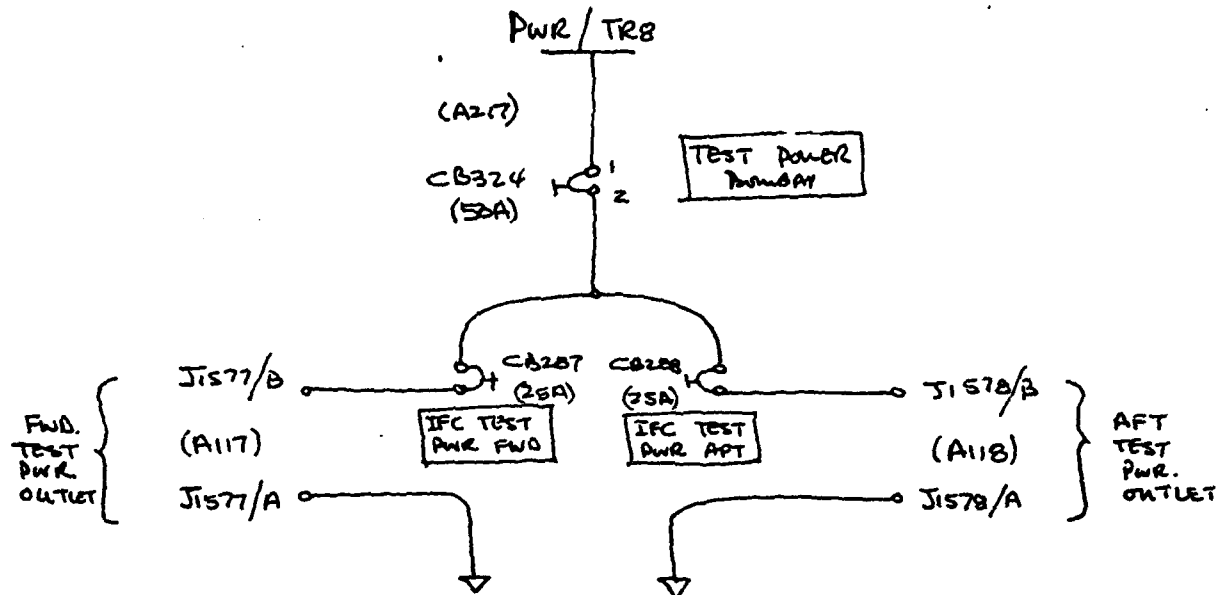 PWR / TR8
(A217)
CB324
(50A)
1
2
TEST POWER
J1577/B
CB287
(25A)
CB288
(25A)
J1578/B
FWD.
TEST
PWR.
OUTLET
(A117)
IFC TEST
PWR FWD
IFC TEST
PWR AFT
(A118)
AFT
TEST
PWR.
OUTLET
J1577/A
J1578/A